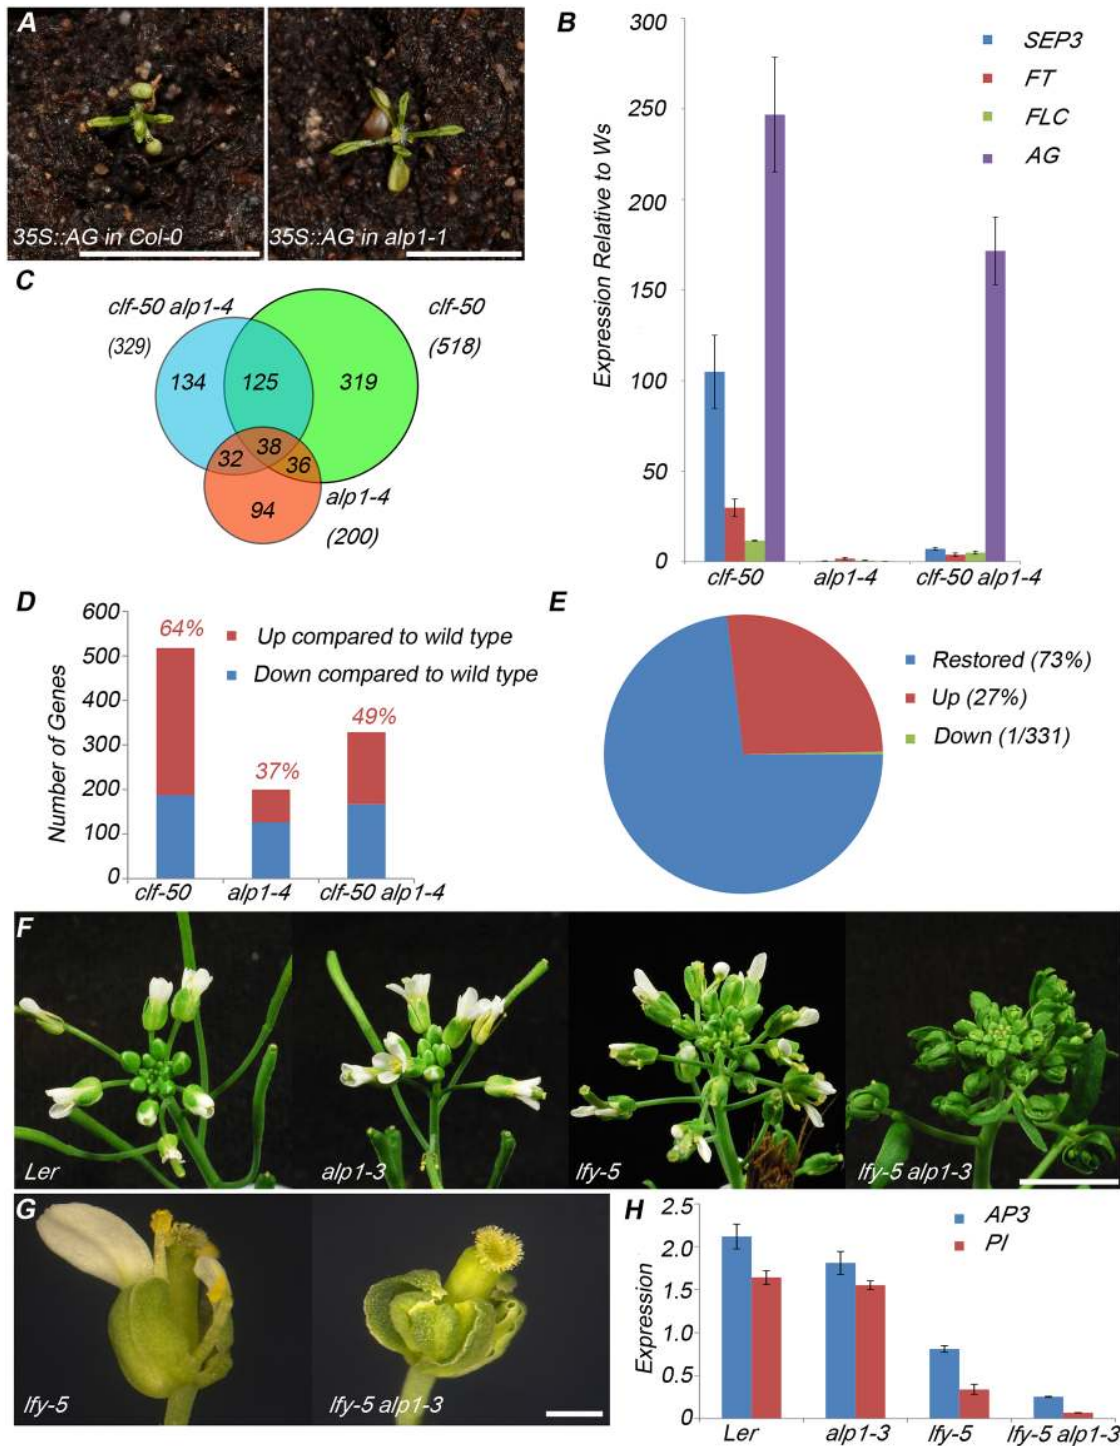 A
35S::AG in Col-0
35S::AG in alp1-1
B
300
250
200
150
100
50
0
Expression Relative to Ws
SEP3
FT
FLC
AG
clf-50
alp1-4
clf-50 alp1-4
C
clf-50 alp1-4
(329)
clf-50
(518)
134
125
319
38
32
36
94
alp1-4
(200)
D
600
500
400
300
200
100
0
Number of Genes
64%
37%
49%
Up compared to wild type
Down compared to wild type
clf-50
alp1-4
clf-50 alp1-4
E
Restored (73%)
Up (27%)
Down (1/331)
F
Ler
alp1-3
lfy-5
lfy-5 alp1-3
G
lfy-5
lfy-5 alp1-3
H
2.5
2.0
1.5
1.0
0.5
0
Expression
AP3
PI
Ler
alp1-3
lfy-5
lfy-5 alp1-3